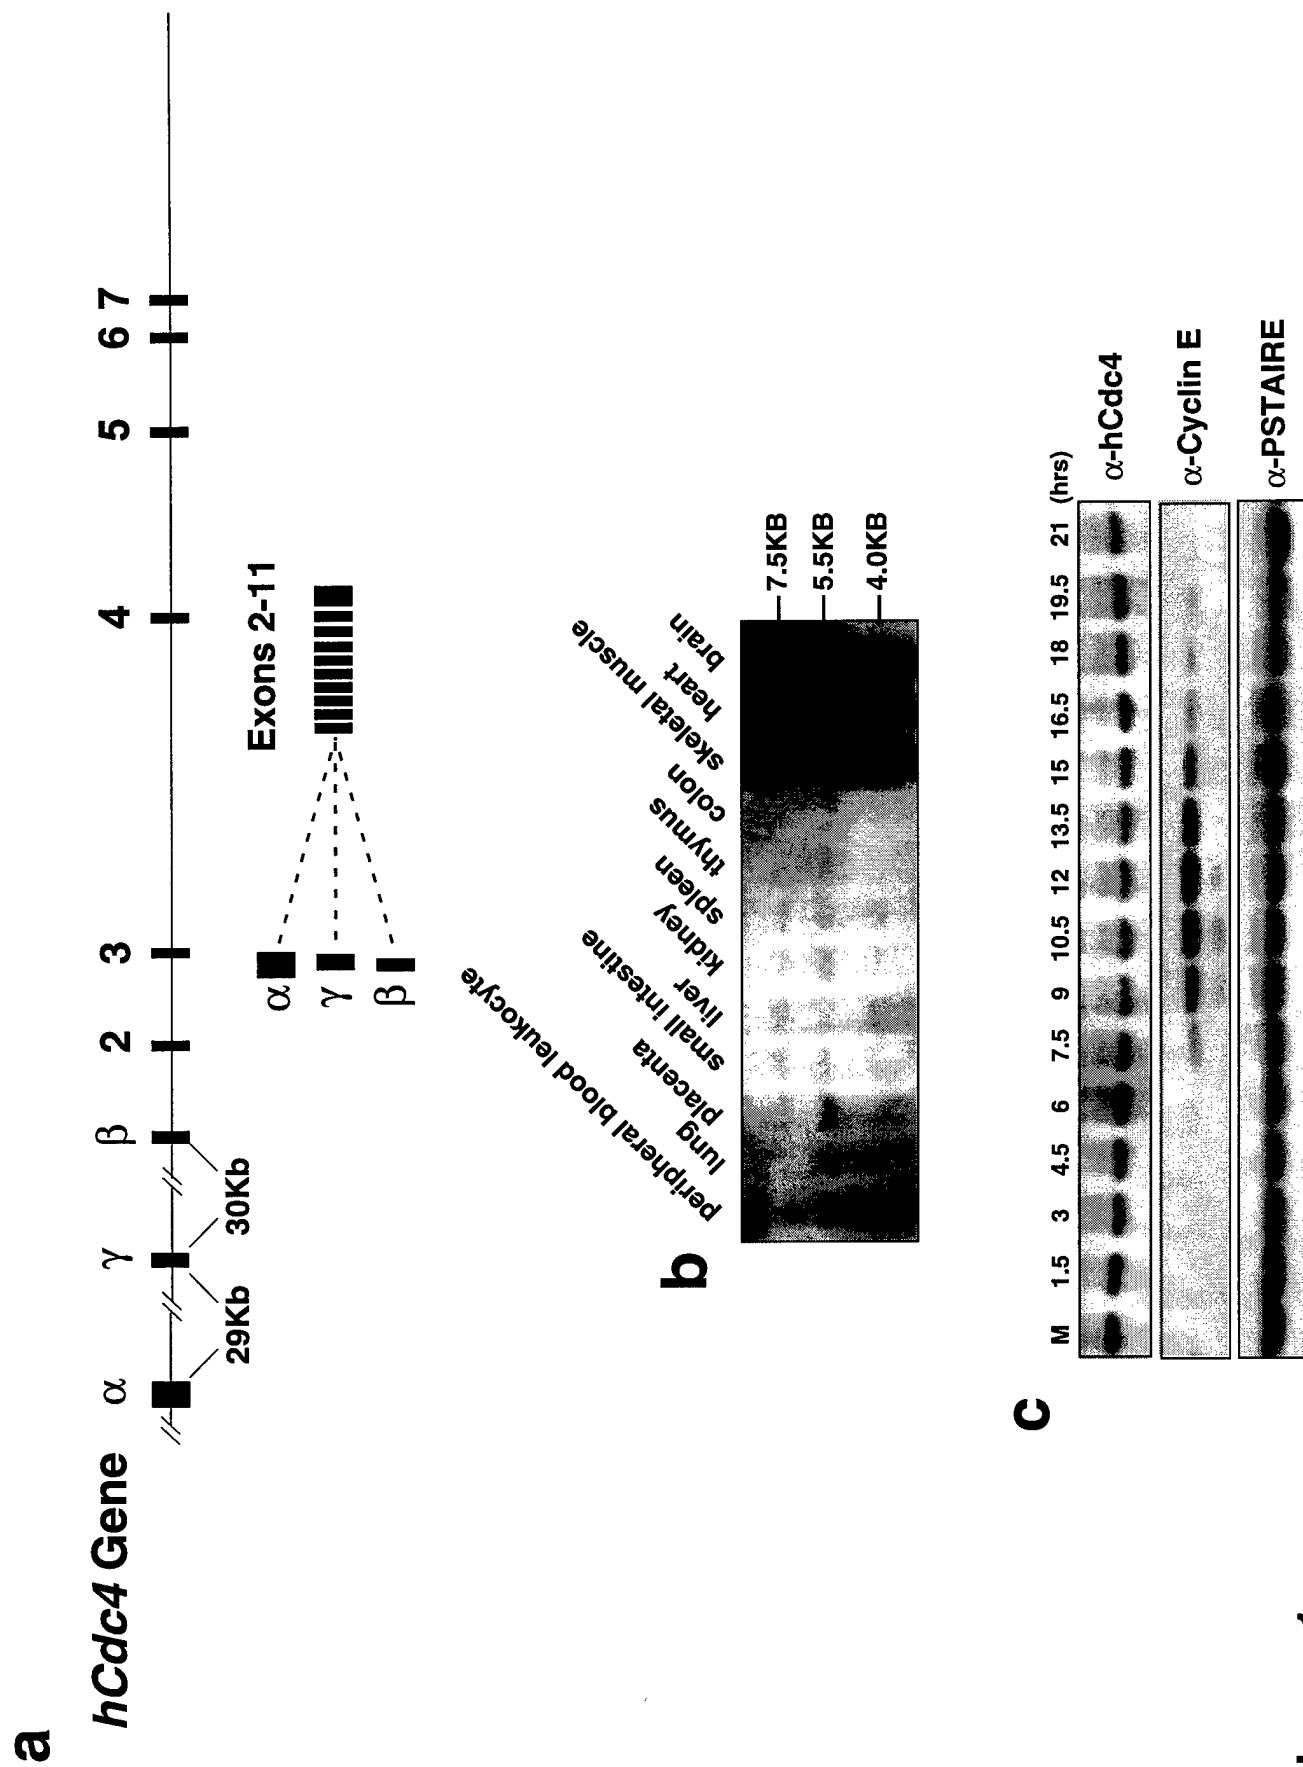 a
hCdc4 Gene
α γ β 2 3 4 5 6 7
29Kb 30Kb
Exons 2-11
α
γ
β
b
peripheral blood leukocyte
lung
placenta
small intestine
liver
kidney
spleen
thymus
colon
skeletal muscle
heart
brain
7.5KB
5.5KB
4.0KB
c
M 1.5 3 4.5 6 7.5 9 10.5 12 13.5 15 16.5 18 19.5 21 (hrs)
α-hCdc4
α-Cyclin E
α-PSTAIRE